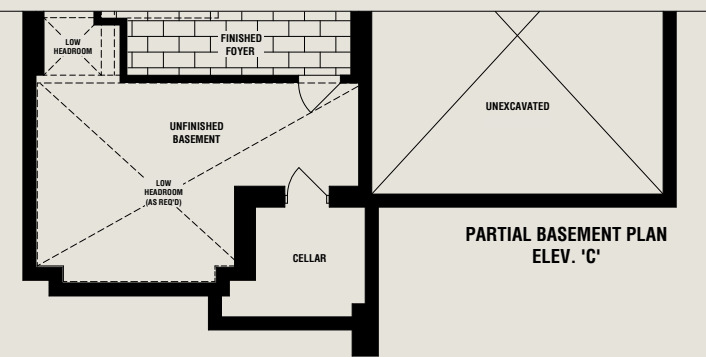 LOW
HEADROOM
FINISHED
FOYER
UNEXCAVATED
UNFINISHED
BASEMENT
LOW
HEADROOM
(AS REQ'D)
CELLAR
PARTIAL BASEMENT PLAN
ELEV. 'C'